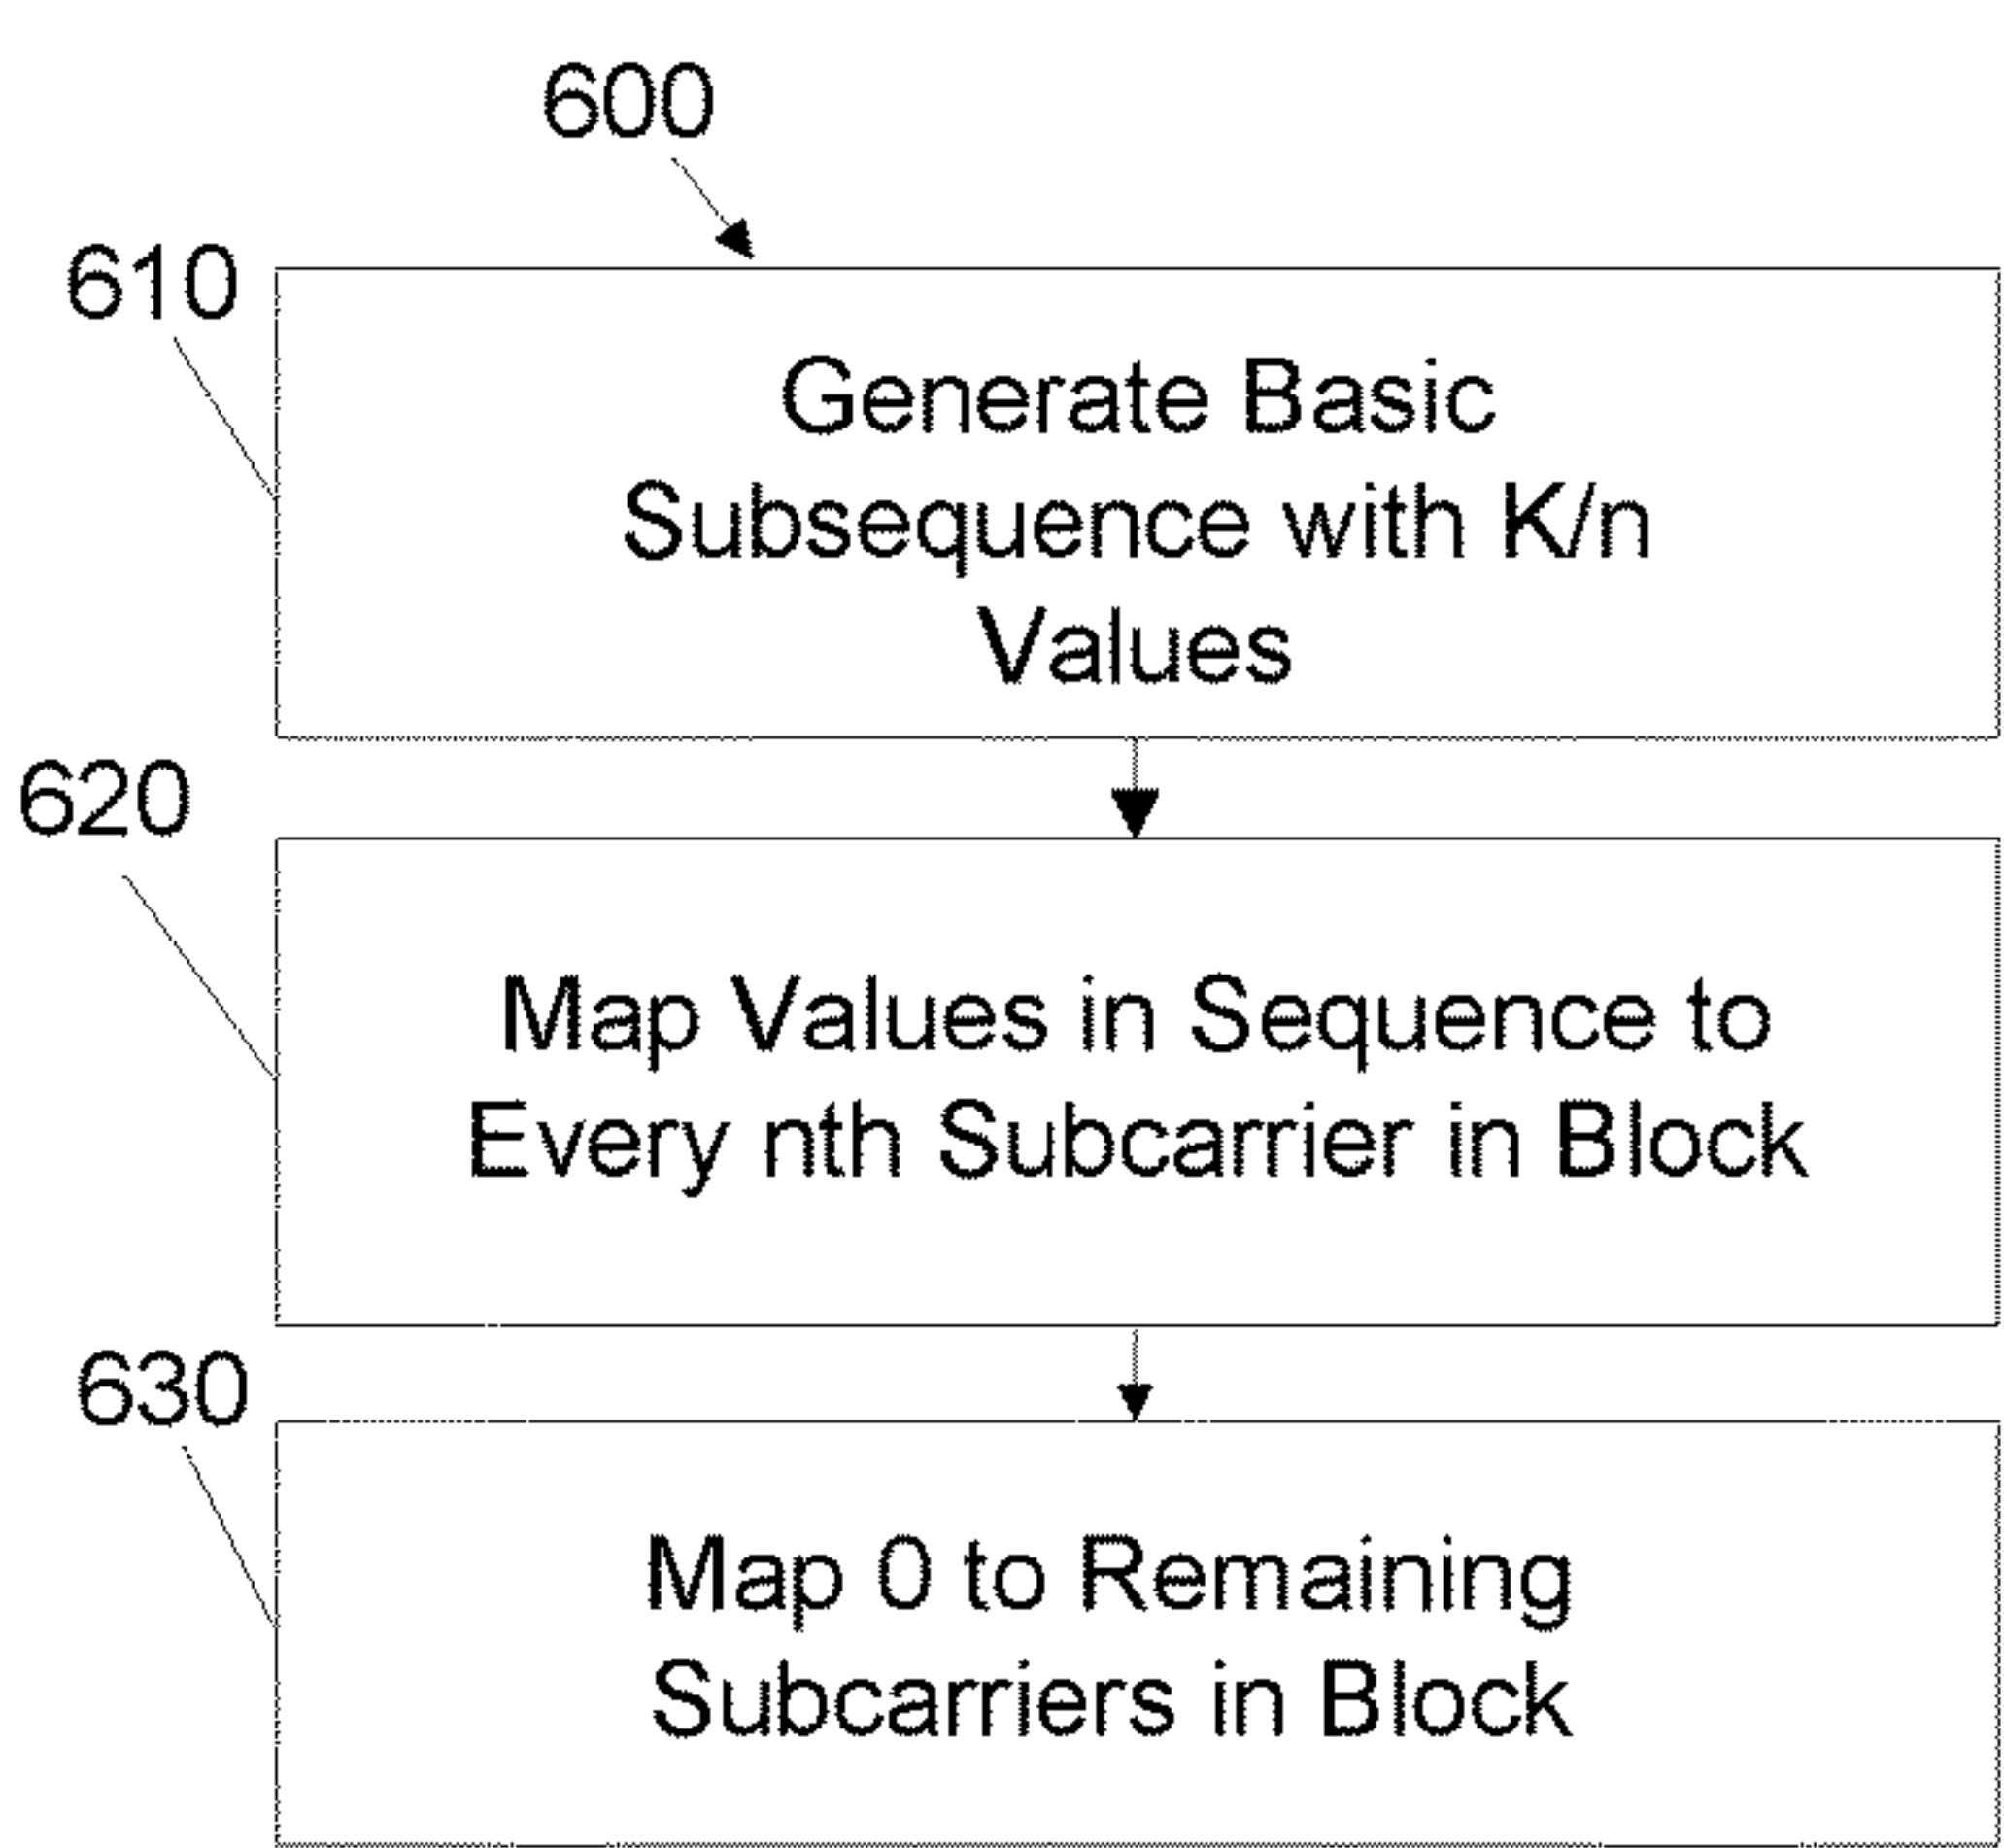 600
610
Generate Basic
Subsequence with K/n
Values
620
Map Values in Sequence to
Every nth Subcarrier in Block
630
Map 0 to Remaining
Subcarriers in Block